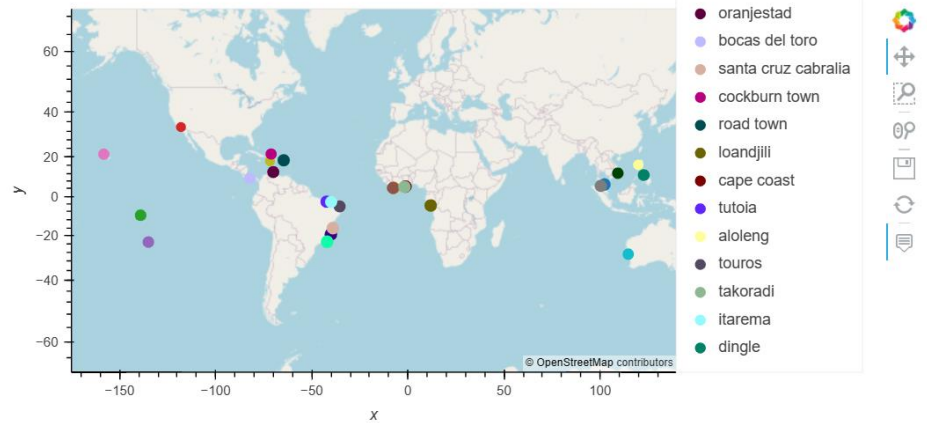 60
40
20
0
−20
−40
−60
y
−150
−100
−50
0
50
100
x
© OpenStreetMap contributors
oranjestad
bocas del toro
santa cruz cabralia
cockburn town
road town
loandjili
cape coast
tutoia
aloleng
touros
takoradi
itarema
dingle